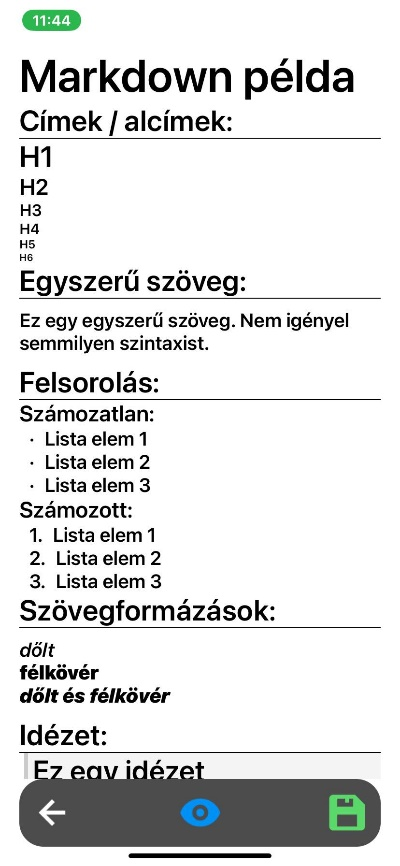 11:44
Markdown példa
Címek / alcímek:
H1
H2
H3
H4
H5
H6
Egyszerű szöveg:
Ez egy egyszerű szöveg. Nem igényel
semmilyen szintaxist.
Felsorolás:
Számozatlan:
· Lista elem 1
· Lista elem 2
· Lista elem 3
Számozott:
1. Lista elem 1
2. Lista elem 2
3. Lista elem 3
Szövegformázások:
dőlt
félkövér
dőlt és félkövér
Idézet:
Ez egy idézet